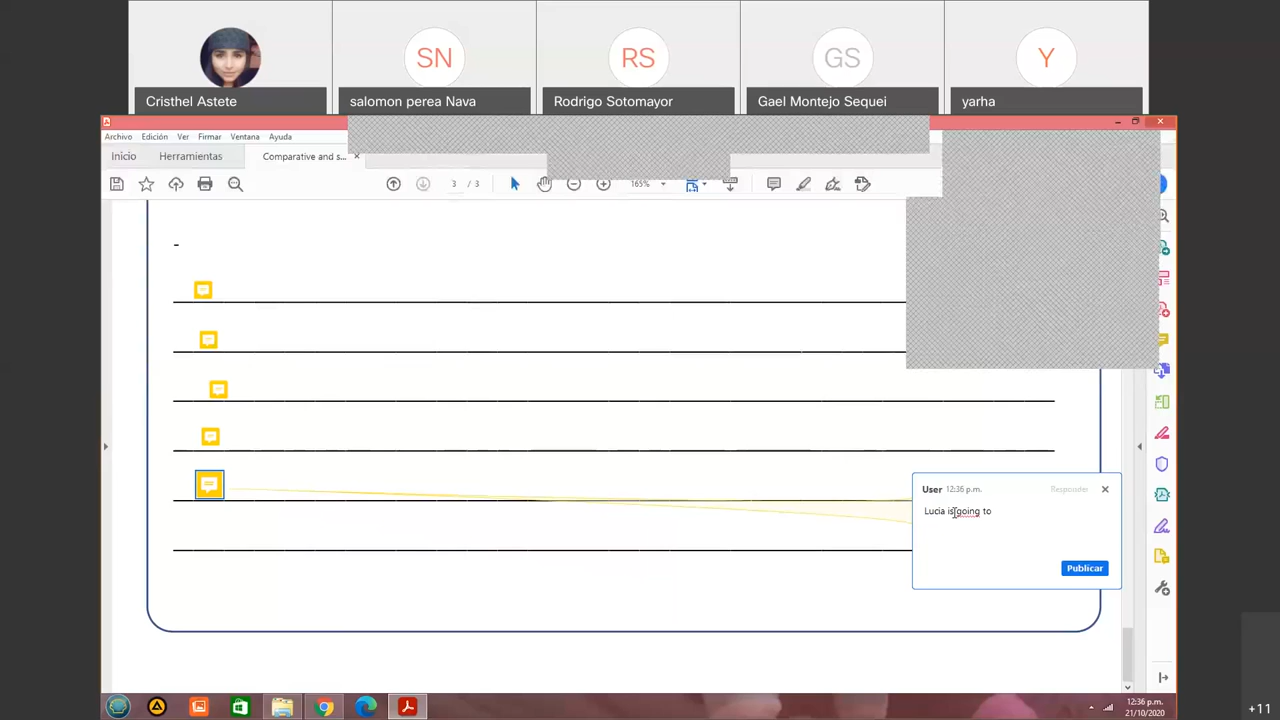 SN
RS
GS
Y
Cristhel Astete
salomon perea Nava
Rodrigo Sotomayor
Gael Montejo Sequei
yarha
Archivo Edición Ver Firmar Ventana Ayuda
Inicio Herramientas Comparative and s... ×
3 / 3 165%
-
User 12:36 p.m. Responder
Lucia is going to
Publicar
12:36 p.m.
21/10/2020
+11